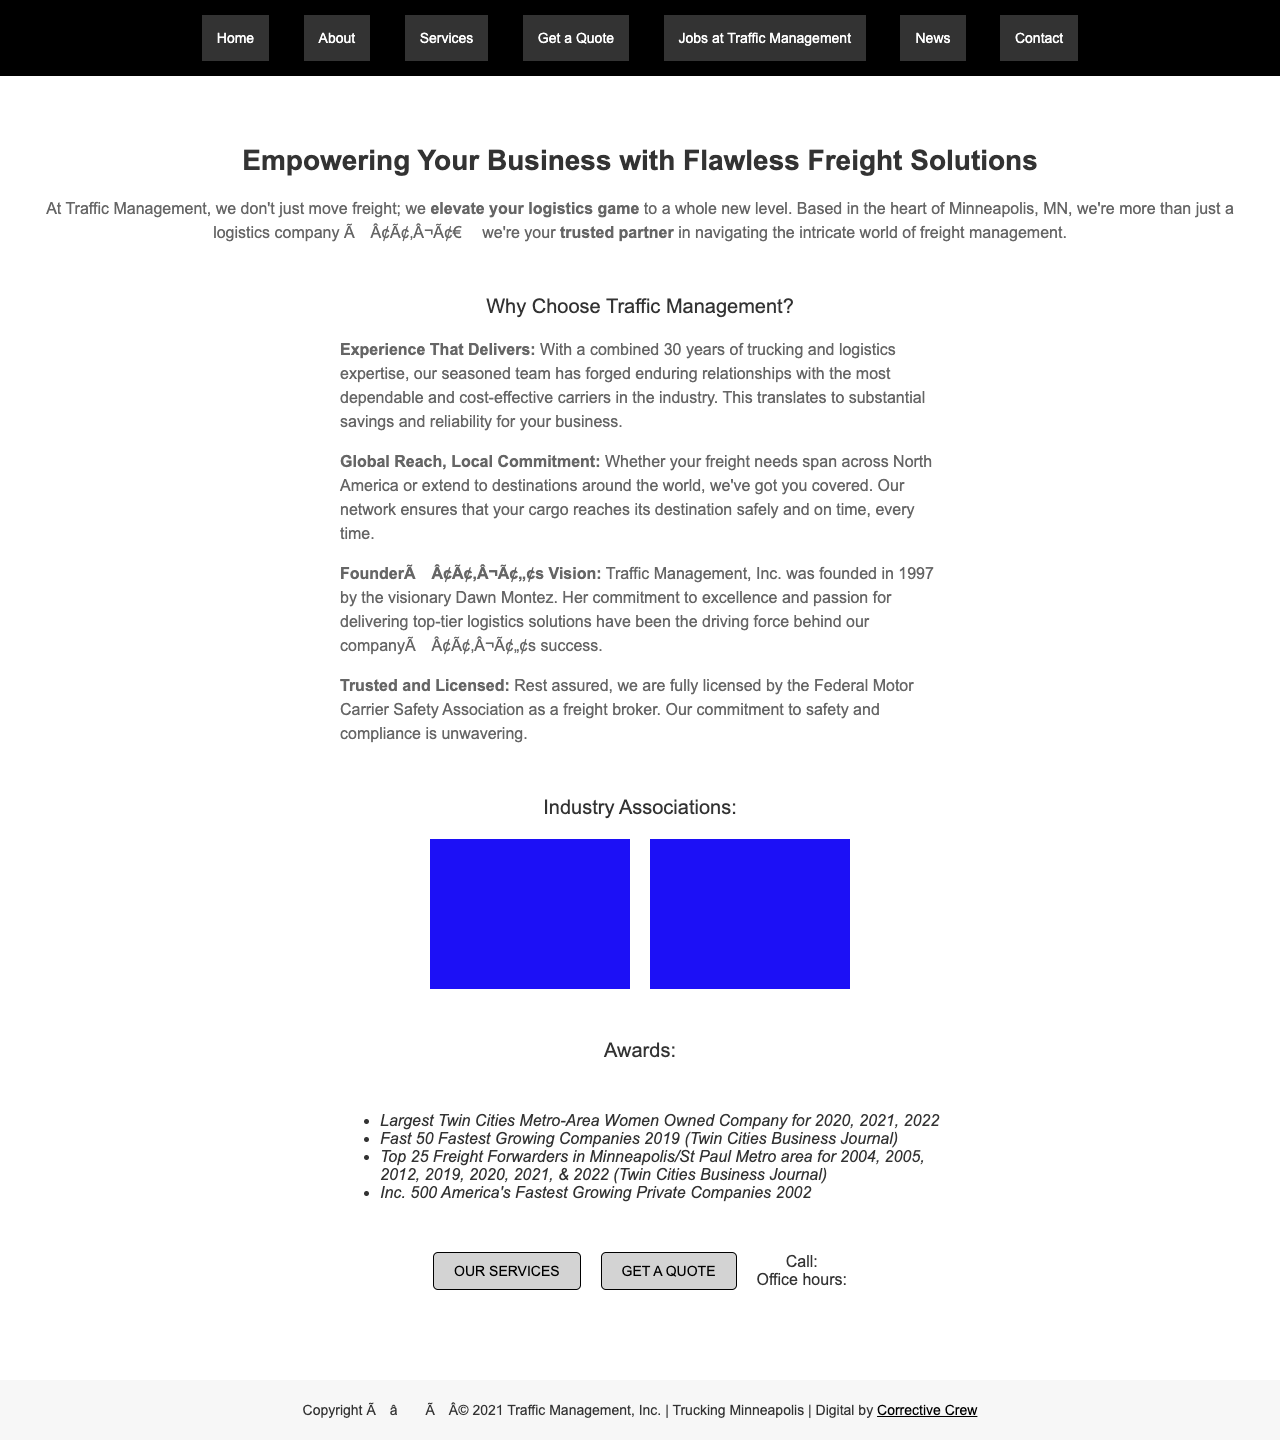 Home About Services Get a Quote Jobs at Traffic Management News Contact
Empowering Your Business with Flawless Freight Solutions
At Traffic Management, we don't just move freight; we elevate your logistics game to a whole new level. Based in the heart of Minneapolis, MN, we're more than just a
logistics company Ã Â¢Ã¢‚Â¬Ã¢€ we're your trusted partner in navigating the intricate world of freight management.
Why Choose Traffic Management?
Experience That Delivers: With a combined 30 years of trucking and logistics
expertise, our seasoned team has forged enduring relationships with the most
dependable and cost-effective carriers in the industry. This translates to substantial
savings and reliability for your business.
Global Reach, Local Commitment: Whether your freight needs span across North
America or extend to destinations around the world, we've got you covered. Our
network ensures that your cargo reaches its destination safely and on time, every
time.
FounderÃ Â¢Ã¢‚Â¬Ã¢„¢s Vision: Traffic Management, Inc. was founded in 1997
by the visionary Dawn Montez. Her commitment to excellence and passion for
delivering top-tier logistics solutions have been the driving force behind our
companyÃ Â¢Ã¢‚Â¬Ã¢„¢s success.
Trusted and Licensed: Rest assured, we are fully licensed by the Federal Motor
Carrier Safety Association as a freight broker. Our commitment to safety and
compliance is unwavering.
Industry Associations:
Awards:
• Largest Twin Cities Metro-Area Women Owned Company for 2020, 2021, 2022
• Fast 50 Fastest Growing Companies 2019 (Twin Cities Business Journal)
• Top 25 Freight Forwarders in Minneapolis/St Paul Metro area for 2004, 2005,
2012, 2019, 2020, 2021, & 2022 (Twin Cities Business Journal)
• Inc. 500 America's Fastest Growing Private Companies 2002
OUR SERVICES GET A QUOTE Call:
Office hours:
Copyright Ã â Ã Â© 2021 Traffic Management, Inc. | Trucking Minneapolis | Digital by Corrective Crew